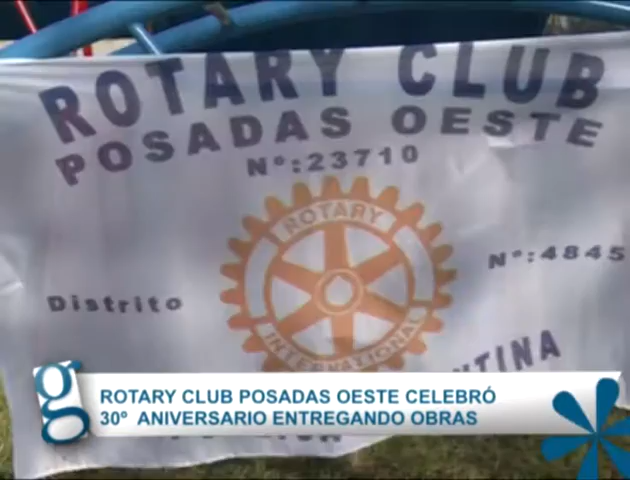 ROTARY CLUB
POSADAS OESTE
Nº:23710
ROTARY
INTERNATIONAL
Distrito Nº:4845
g ROTARY CLUB POSADAS OESTE CELEBRÓ
30º ANIVERSARIO ENTREGANDO OBRAS